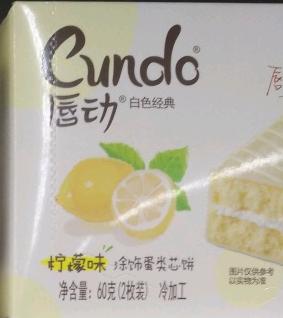 Cundo®
唇动®白色经典
唇
柠檬味 涂饰蛋类芯饼
净含量：60克(2枚装) 冷加工
图片仅供参考
以实物为准